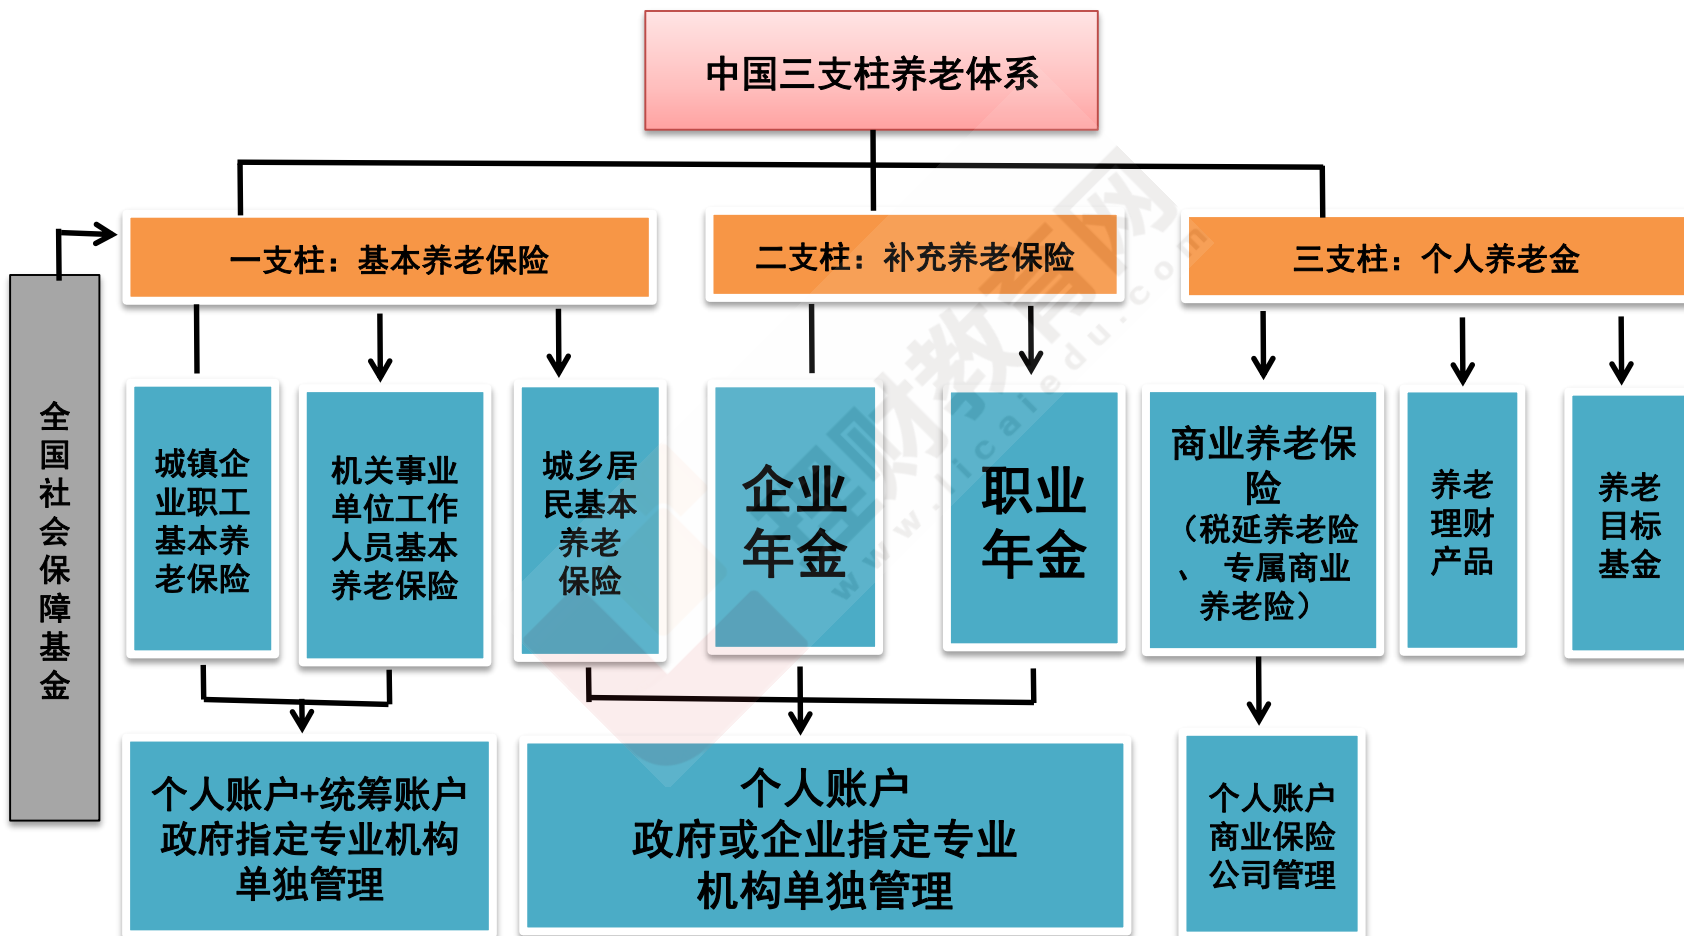 中国三支柱养老体系
一支柱：基本养老保险
二支柱：补充养老保险
三支柱：个人养老金
全
国
社
会
保
障
基
金
城镇企
业职工
基本养
老保险
机关事业
单位工作
人员基本
养老保险
城乡居
民基本
养老
保险
企业
年金
职业
年金
商业养老保
险
（税延养老险
、 专属商业
养老险）
养老
理财
产品
养老
目标
基金
个人账户+统筹账户
政府指定专业机构
单独管理
个人账户
政府或企业指定专业
机构单独管理
个人账户
商业保险
公司管理
理财教育网
www.licaiedu.com